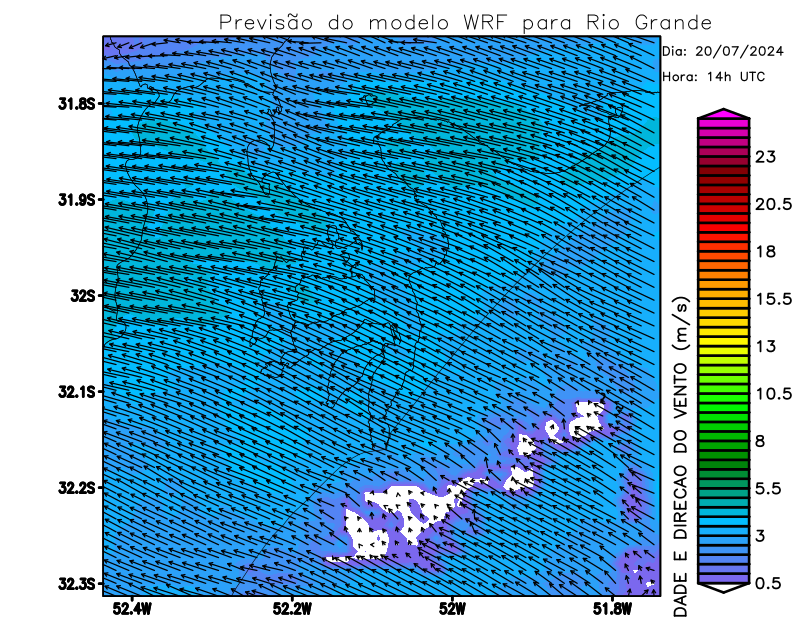 Previsão do modelo WRF para Rio Grande
Dia: 20/07/2024
Hora: 14h UTC
31.8S
31.9S
32S
32.1S
32.2S
32.3S
52.4W
52.2W
52W
51.8W
23
20.5
18
15.5
13
10.5
8
5.5
3
0.5
DADE E DIRECAO DO VENTO (m/s)